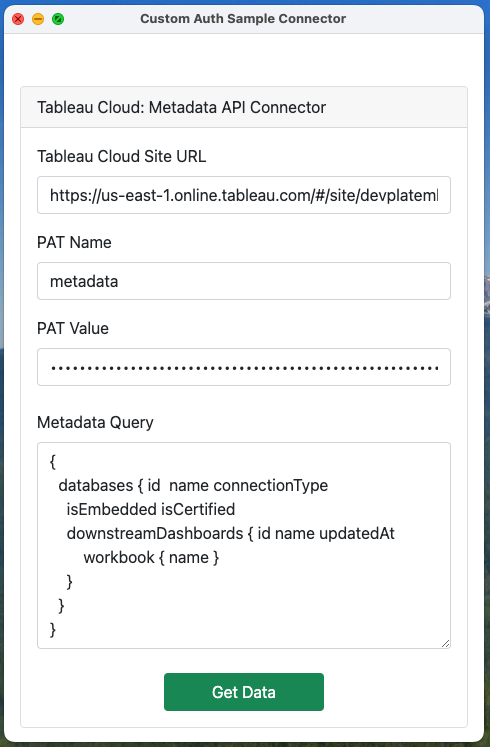 Custom Auth Sample Connector
Tableau Cloud: Metadata API Connector
Tableau Cloud Site URL
https://us-east-1.online.tableau.com/#/site/devplateml
PAT Name
metadata
PAT Value
••••••••••••••••••••••••••••••••••••••••••••••••••••••
Metadata Query
{
  databases { id  name connectionType
    isEmbedded isCertified
    downstreamDashboards { id name updatedAt
        workbook { name }
    }
  }
}
Get Data